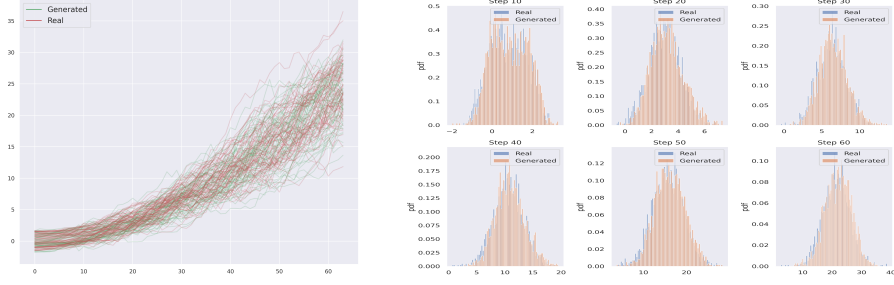 Generated
Real
35
30
25
20
15
10
5
0
0 10 20 30 40 50 60
Step 10 Step 20 Step 30
Real Real Real
Generated Generated Generated
pdf pdf pdf
0.5 0.40 0.30
0.4 0.35 0.25
0.3 0.30 0.20
0.2 0.25 0.15
0.1 0.20 0.10
0.0 0.15 0.05
0.10 0.00
0.05
0.00
−2 0 2 0 2 4 6 0 5 10
Step 40 Step 50 Step 60
Real Real Real
Generated Generated Generated
pdf pdf pdf
0.200 0.12 0.10
0.175 0.10 0.08
0.150 0.08 0.06
0.125 0.06 0.04
0.100 0.04 0.02
0.075 0.02 0.00
0.050 0.00
0.025
0.000
0 5 10 15 20 10 20 10 20 30 40